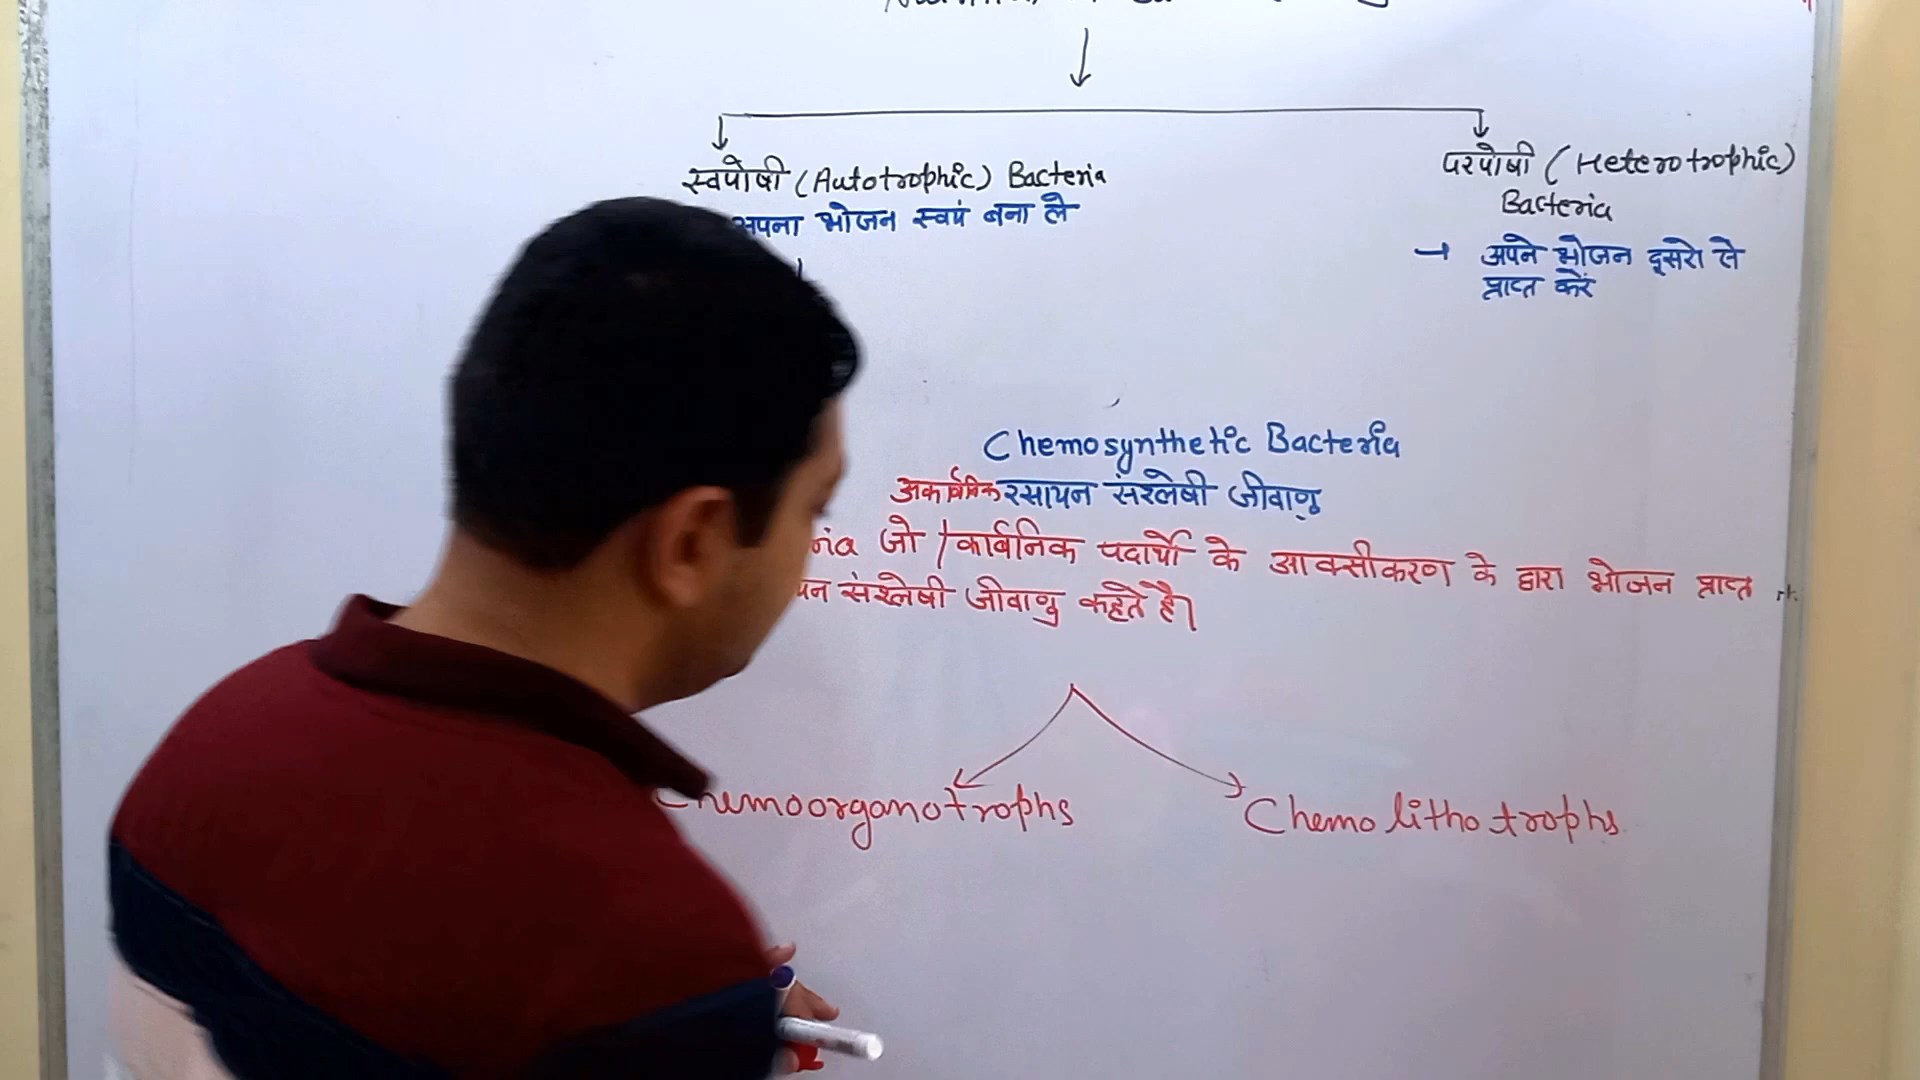 स्वपोषी (Autotrophic) Bacteria
अपना भोजन स्वयं बना ले
परपोषी (Heterotrophic)
Bacteria
→ अपने भोजन दूसरो से
प्राप्त करें
Chemosynthetic Bacteria
अकार्बनिक रसायन संश्लेषी जीवाणु
जो / कार्बनिक पदार्थो के आक्सीकरण के द्वारा भोजन प्राप्त
संश्लेषी जीवाणु कहते है।
Chemoorganotrophs
Chemolithotrophs